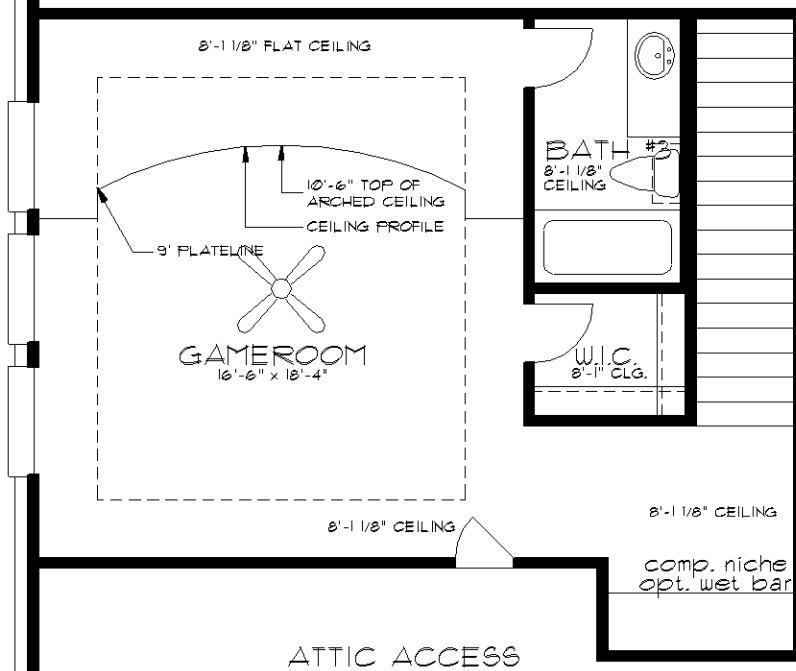 8'-1 1/8" FLAT CEILING
BATH #3
8'-1 1/8"
CEILING
10'-6" TOP OF
ARCHED CEILING
CEILING PROFILE
9' PLATELINE
GAMEROOM
16'-6" x 18'-4"
W.I.C.
8'-1" CLG.
8'-1 1/8" CEILING
8'-1 1/8" CEILING
comp. niche
opt. wet bar
ATTIC ACCESS